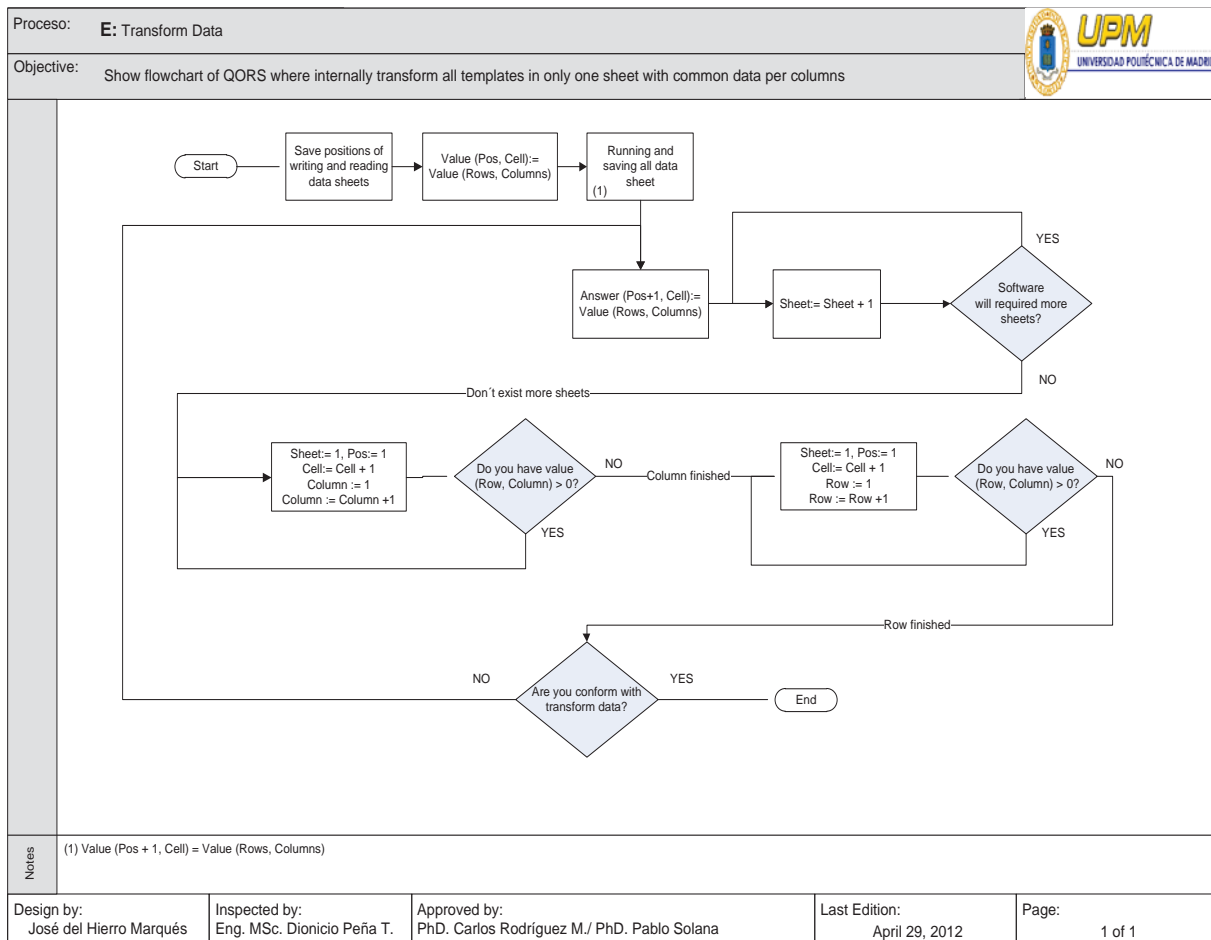 Proceso: E: Transform Data
UPM
UNIVERSIDAD POLITÉCNICA DE MADRID
Objective: Show flowchart of QORS where internally transform all templates in only one sheet with common data per columns
Start
Save positions of
writing and reading
data sheets
Value (Pos, Cell):=
Value (Rows, Columns)
Running and
saving all data
sheet
(1)
Answer (Pos+1, Cell):=
Value (Rows, Columns)
Sheet:= Sheet + 1
YES
Software
will required more
sheets?
NO
Don´t exist more sheets
Sheet:= 1, Pos:= 1
Cell:= Cell + 1
Column := 1
Column := Column +1
Do you have value
(Row, Column) > 0?
NO
YES
Column finished
Sheet:= 1, Pos:= 1
Cell:= Cell + 1
Row := 1
Row := Row +1
Do you have value
(Row, Column) > 0?
NO
YES
Row finished
NO
Are you conform with
transform data?
YES
End
Notes
(1) Value (Pos + 1, Cell) = Value (Rows, Columns)
Design by:
José del Hierro Marqués
Inspected by:
Eng. MSc. Dionicio Peña T.
Approved by:
PhD. Carlos Rodríguez M./ PhD. Pablo Solana
Last Edition:
April 29, 2012
Page:
1 of 1